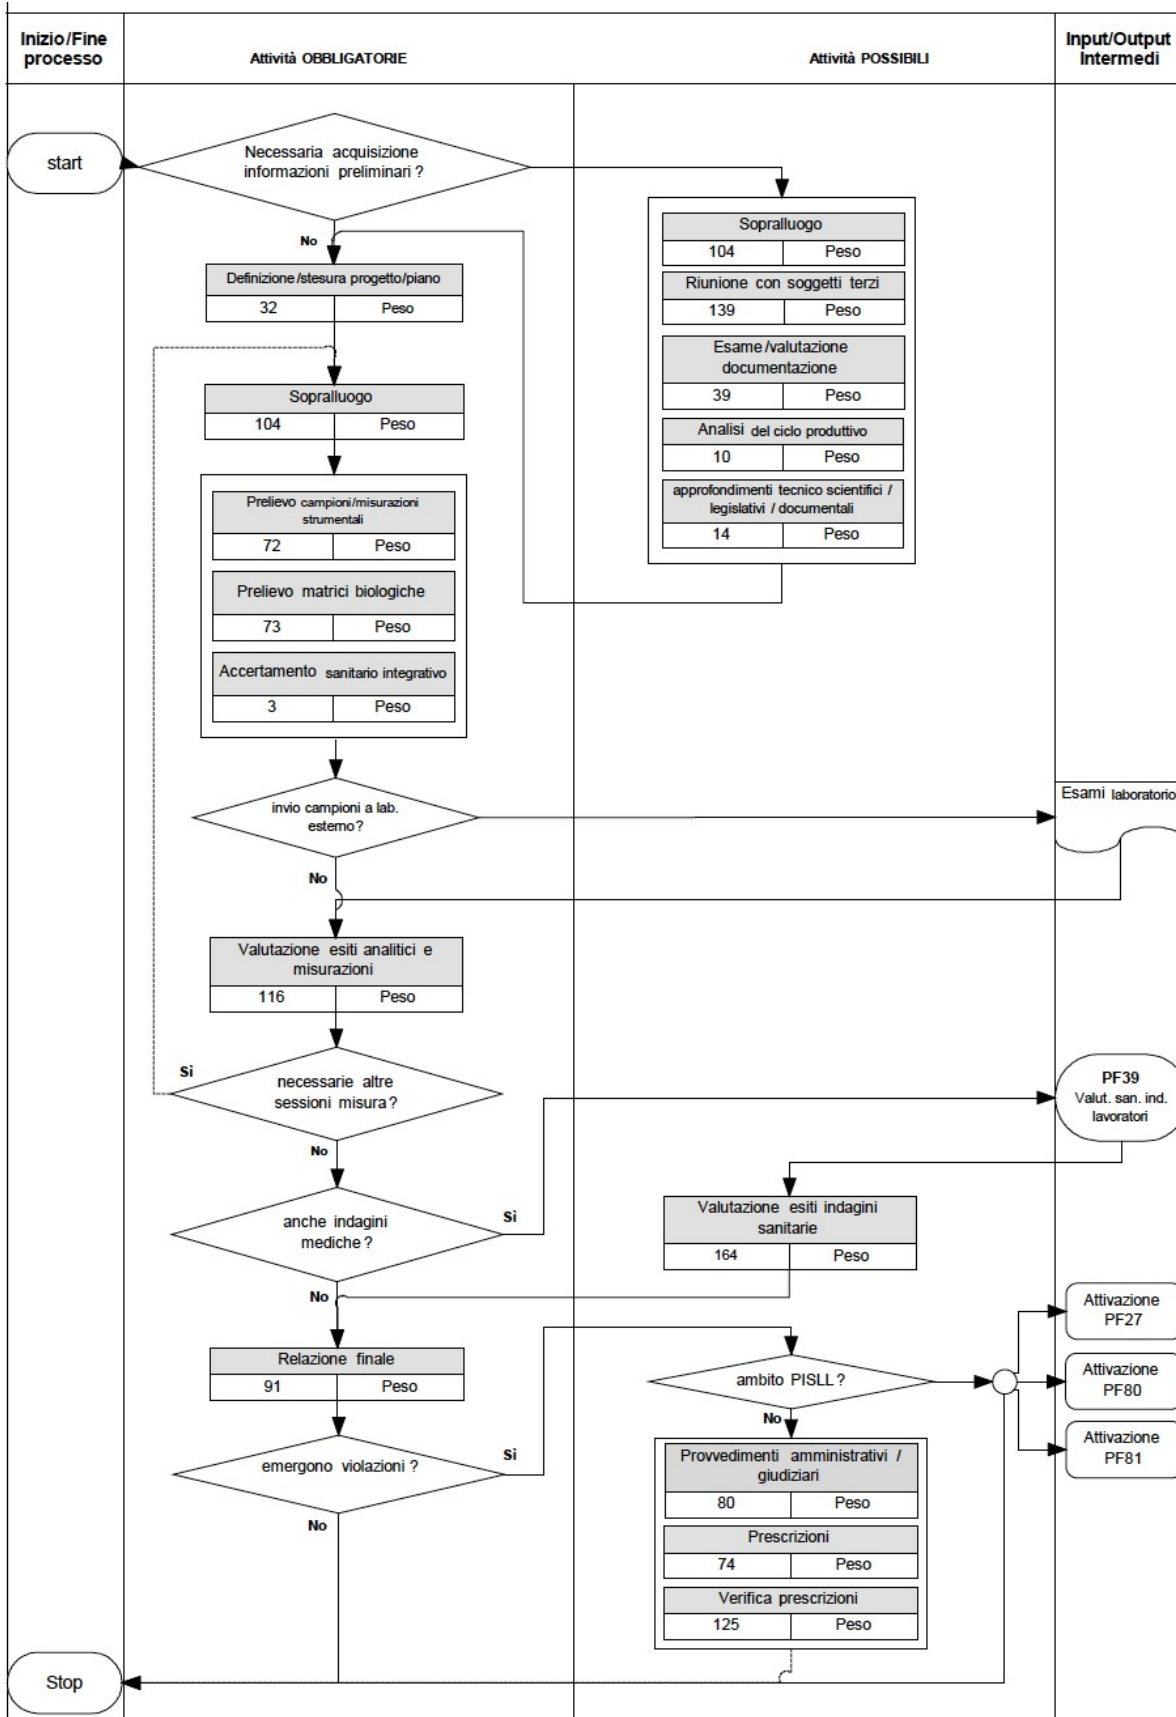 Inizio/Fine
processo
Attività OBBLIGATORIE
Attività POSSIBILI
Input/Output
Intermedi
start
Necessaria acquisizione
informazioni preliminari ?
No
Sopralluogo
104 Peso
Riunione con soggetti terzi
139 Peso
Esame/valutazione
documentazione
39 Peso
Analisi del ciclo produttivo
10 Peso
approfondimenti tecnico scientifici /
legislativi / documentali
14 Peso
Definizione/stesura progetto/piano
32 Peso
Sopralluogo
104 Peso
Prelievo campioni/misurazioni
strumentali
72 Peso
Prelievo matrici biologiche
73 Peso
Accertamento sanitario integrativo
3 Peso
invio campioni a lab.
esterno ?
Esami laboratorio
No
Valutazione esiti analitici e
misurazioni
116 Peso
Sì
necessarie altre
sessioni misura ?
No
PF39
Valut. san. ind.
lavoratori
anche indagini
mediche ?
Sì
Valutazione esiti indagini
sanitarie
164 Peso
No
Relazione finale
91 Peso
ambito PISLL ?
No
Attivazione
PF27
Attivazione
PF80
Attivazione
PF81
emergono violazioni ?
Sì
No
Provvedimenti amministrativi /
giudiziari
80 Peso
Prescrizioni
74 Peso
Verifica prescrizioni
125 Peso
Stop